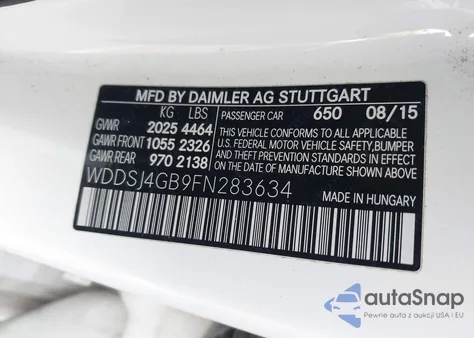 MFD BY DAIMLER AG STUTTGART
KG LBS PASSENGER CAR 650 08/15
GVWR 2025 4464
GAWR FRONT 1055 2326
GAWR REAR 970 2138
THIS VEHICLE CONFORMS TO ALL APPLICABLE
U.S. FEDERAL MOTOR VEHICLE SAFETY,BUMPER
AND THEFT PREVENTION STANDARDS IN EFFECT
ON THE DATE OF MANUFACTURE SHOWN ABOVE
WDDSJ4GB9FN283634
MADE IN HUNGARY
autoSnap
Pewne auta z aukcji USA i EU